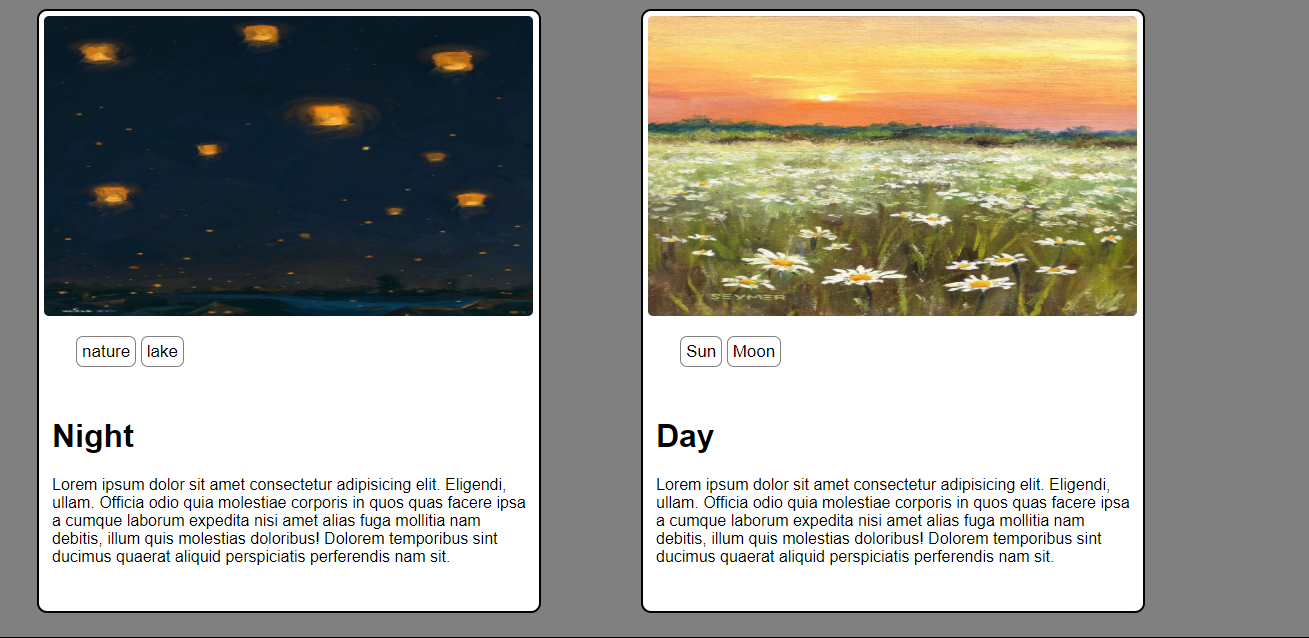 nature lake
Night
Lorem ipsum dolor sit amet consectetur adipisicing elit. Eligendi,
ullam. Officia odio quia molestiae corporis in quos quas facere ipsa
a cumque laborum expedita nisi amet alias fuga mollitia nam
debitis, illum quis molestias doloribus! Dolorem temporibus sint
ducimus quaerat aliquid perspiciatis perferendis nam sit.
SEYMER
Sun Moon
Day
Lorem ipsum dolor sit amet consectetur adipisicing elit. Eligendi,
ullam. Officia odio quia molestiae corporis in quos quas facere ipsa
a cumque laborum expedita nisi amet alias fuga mollitia nam
debitis, illum quis molestias doloribus! Dolorem temporibus sint
ducimus quaerat aliquid perspiciatis perferendis nam sit.